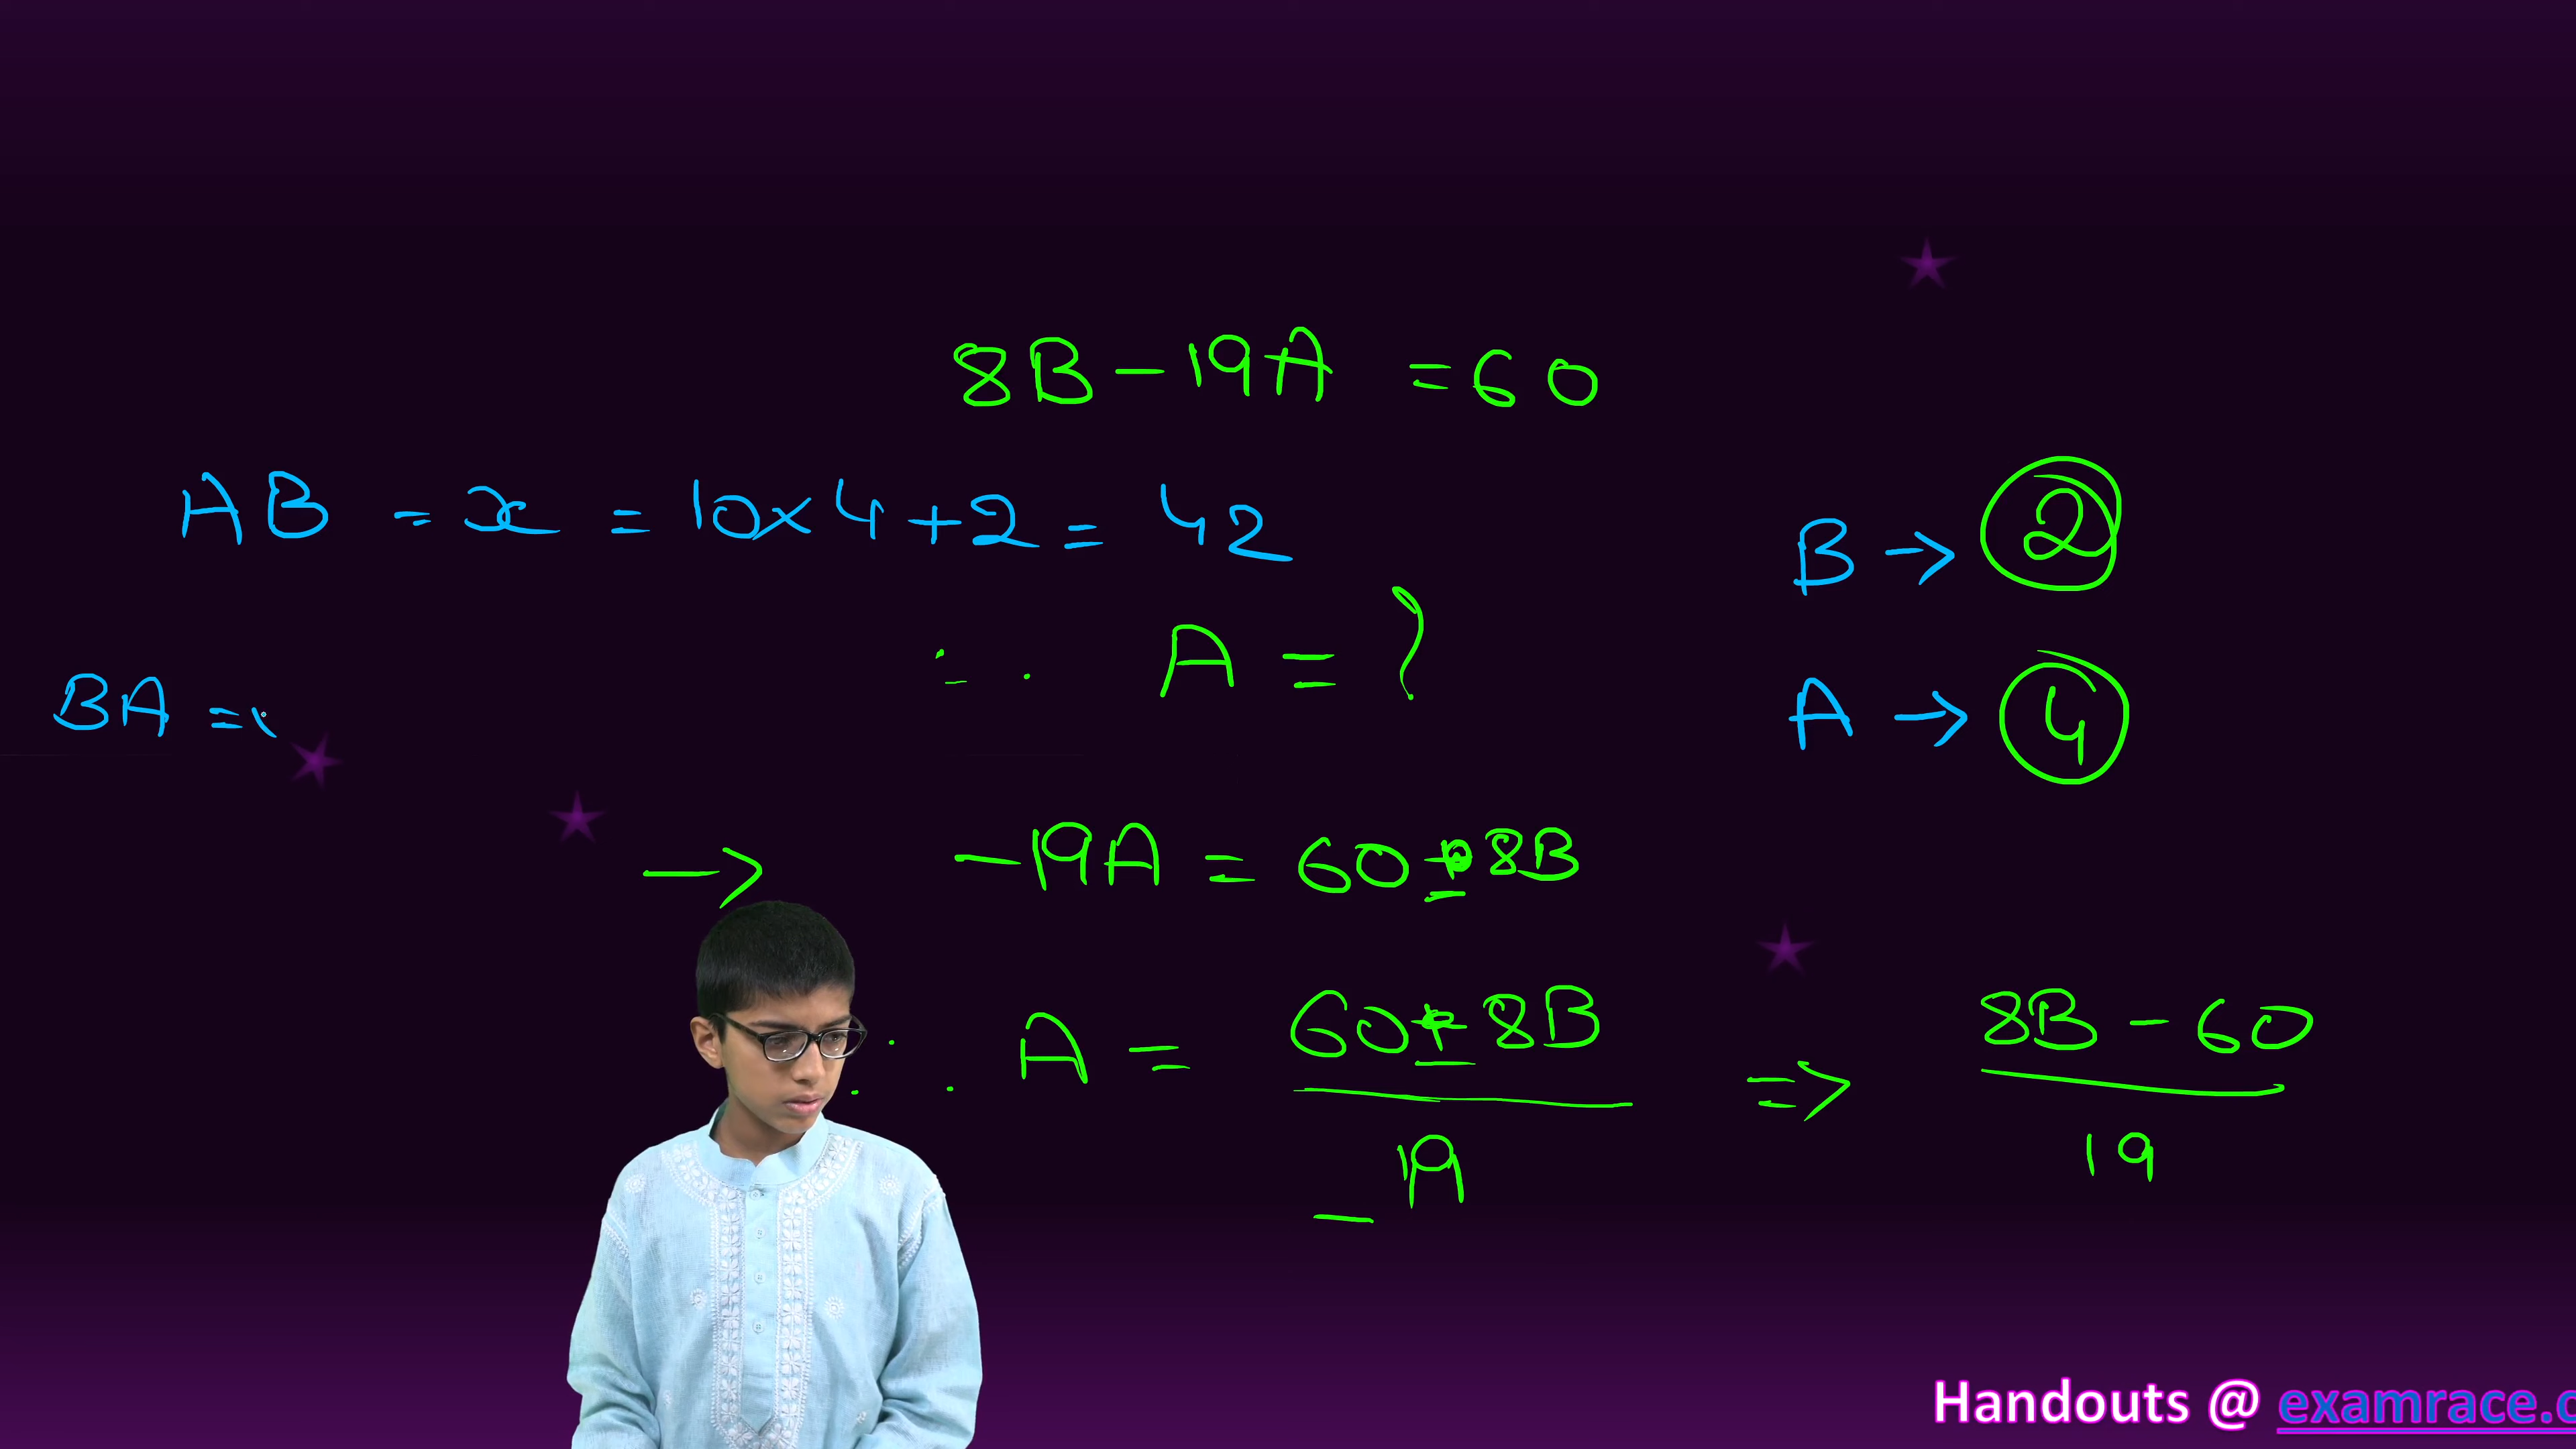 8B - 19A = 60
AB = x = 10 x 4 + 2 = 42
B → 2
∴ A = ?
BA =
A → 4
→ -19A = 60 - 8B
∴ A = 60 - 8B / -19 ⇒ 8B - 60 / 19
Handouts @ examrace.c